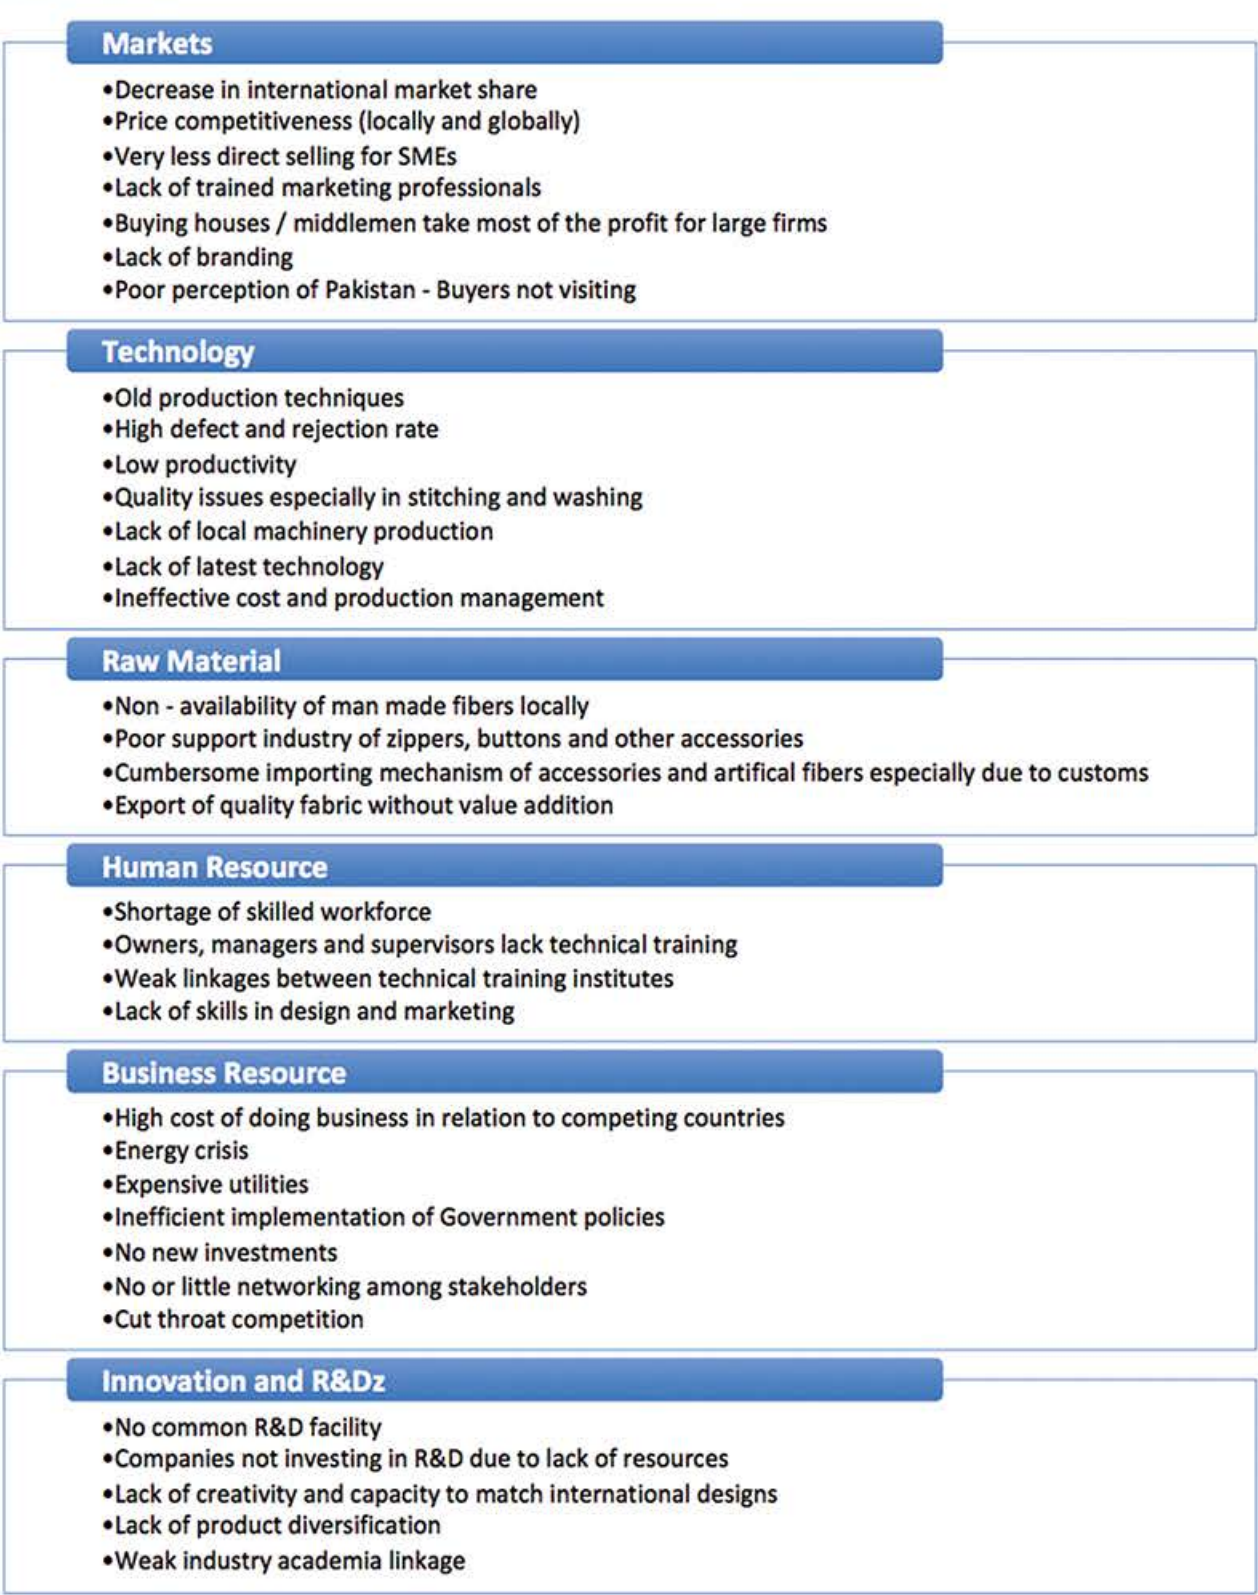 Markets
•Decrease in international market share
•Price competitiveness (locally and globally)
•Very less direct selling for SMEs
•Lack of trained marketing professionals
•Buying houses / middlemen take most of the profit for large firms
•Lack of branding
•Poor perception of Pakistan - Buyers not visiting
Technology
•Old production techniques
•High defect and rejection rate
•Low productivity
•Quality issues especially in stitching and washing
•Lack of local machinery production
•Lack of latest technology
•Ineffective cost and production management
Raw Material
•Non - availability of man made fibers locally
•Poor support industry of zippers, buttons and other accessories
•Cumbersome importing mechanism of accessories and artifical fibers especially due to customs
•Export of quality fabric without value addition
Human Resource
•Shortage of skilled workforce
•Owners, managers and supervisors lack technical training
•Weak linkages between technical training institutes
•Lack of skills in design and marketing
Business Resource
•High cost of doing business in relation to competing countries
•Energy crisis
•Expensive utilities
•Inefficient implementation of Government policies
•No new investments
•No or little networking among stakeholders
•Cut throat competition
Innovation and R&Dz
•No common R&D facility
•Companies not investing in R&D due to lack of resources
•Lack of creativity and capacity to match international designs
•Lack of product diversification
•Weak industry academia linkage